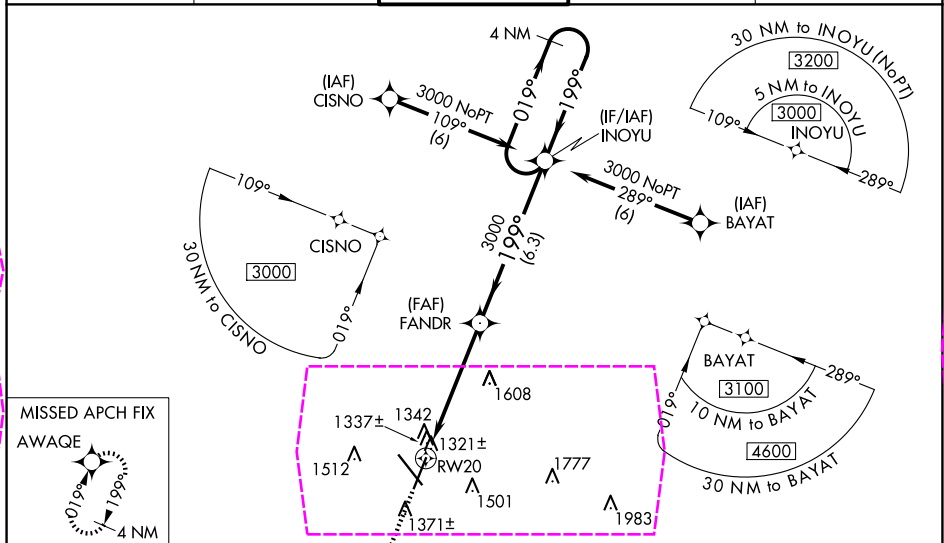 4 NM
019°
199°
(IAF)
CISNO
3000 NoPT
109°
(6)
(IF/IAF)
INOYU
3000 NoPT
289°
(6)
(IAF)
BAYAT
30 NM to INOYU (NoPT)
3200
5 NM to INOYU
3000
INOYU
109°
289°
109°
CISNO
3000
019°
30 NM to CISNO
3000
199°
(6.3)
(FAF)
FANDR
BAYAT
3100
289°
019°
10 NM to BAYAT
4600
30 NM to BAYAT
1608
1342
1337±
1321±
RW20
1512
1501
1777
1983
1371±
MISSED APCH FIX
AWAQE
019°
199°
4 NM